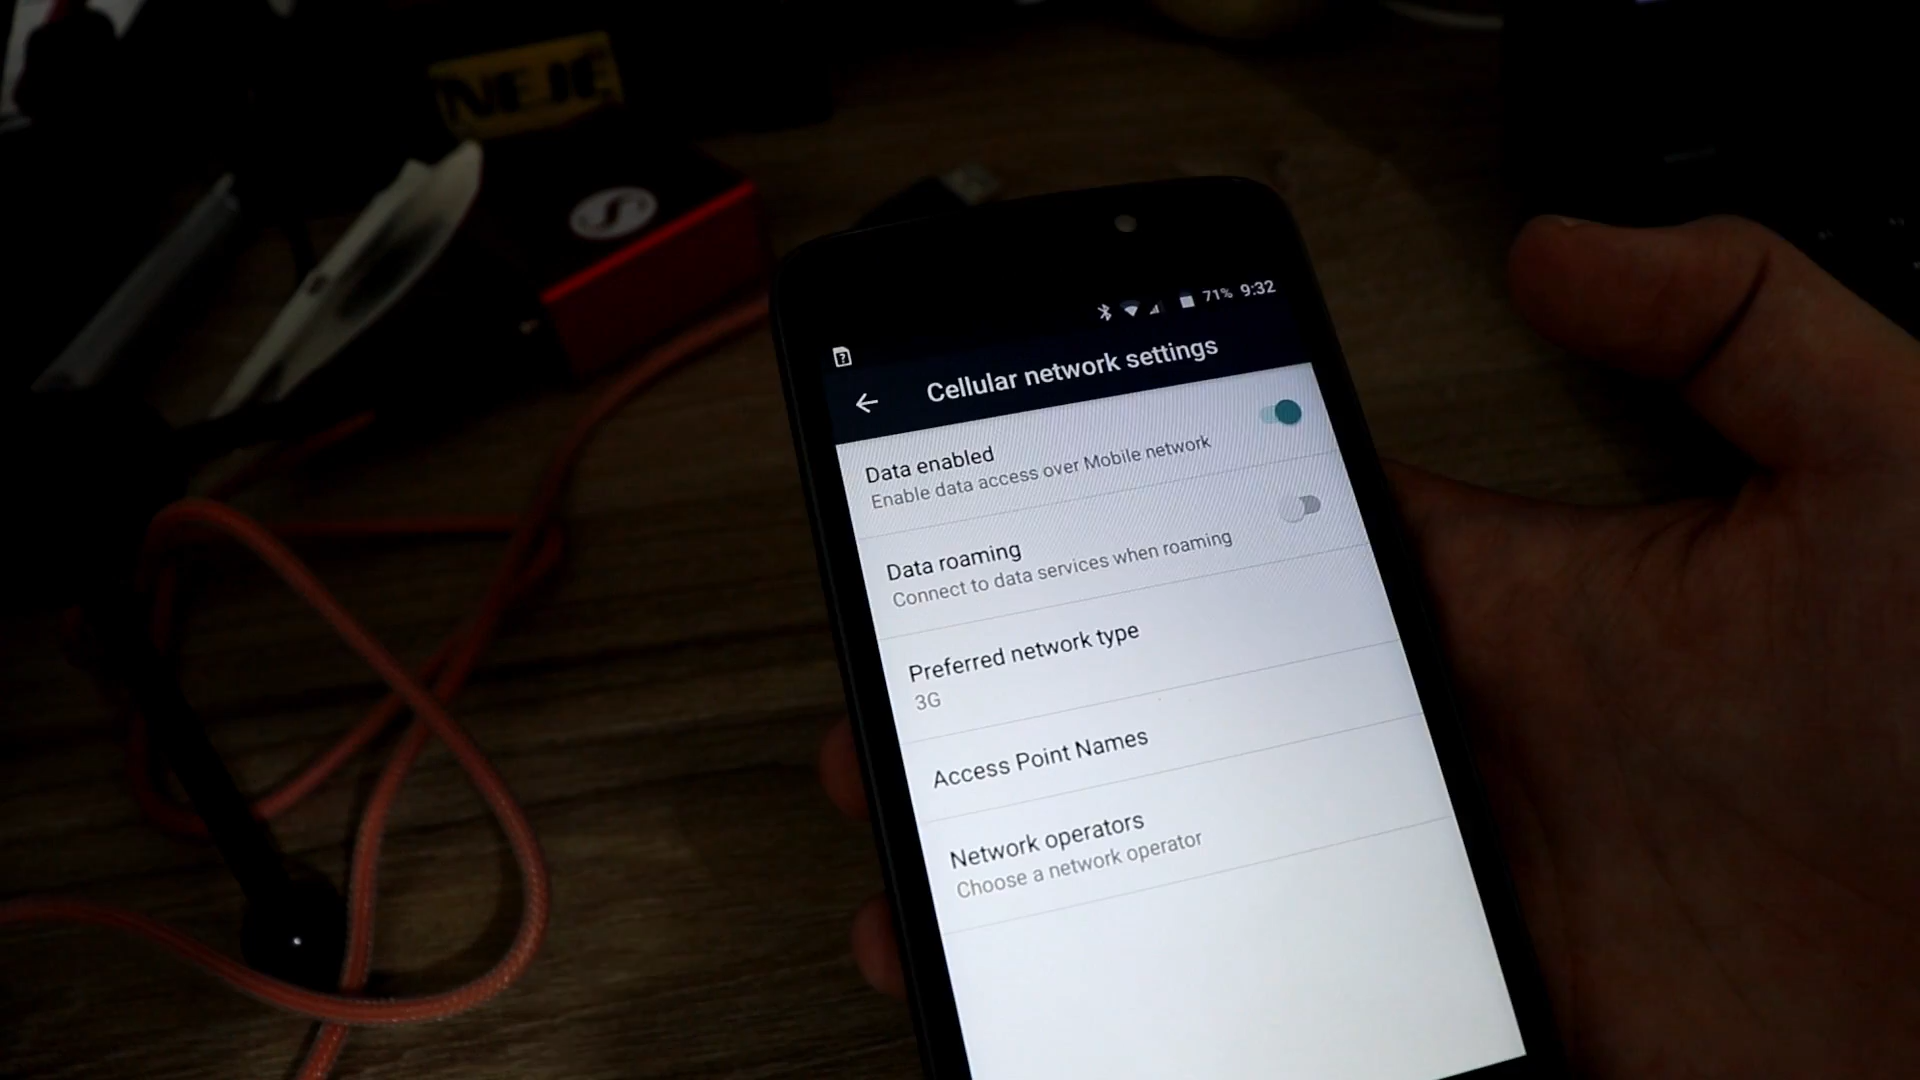 NEJE
71% 9:32
Cellular network settings
Data enabled
Enable data access over Mobile network
Data roaming
Connect to data services when roaming
Preferred network type
3G
Access Point Names
Network operators
Choose a network operator